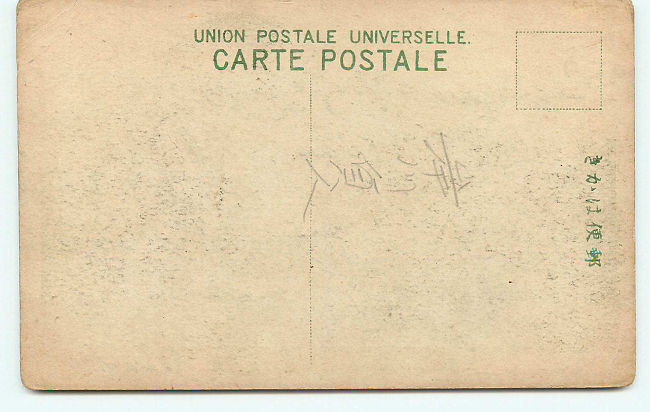 UNION POSTALE UNIVERSELLE.
CARTE POSTALE
きかは便郵